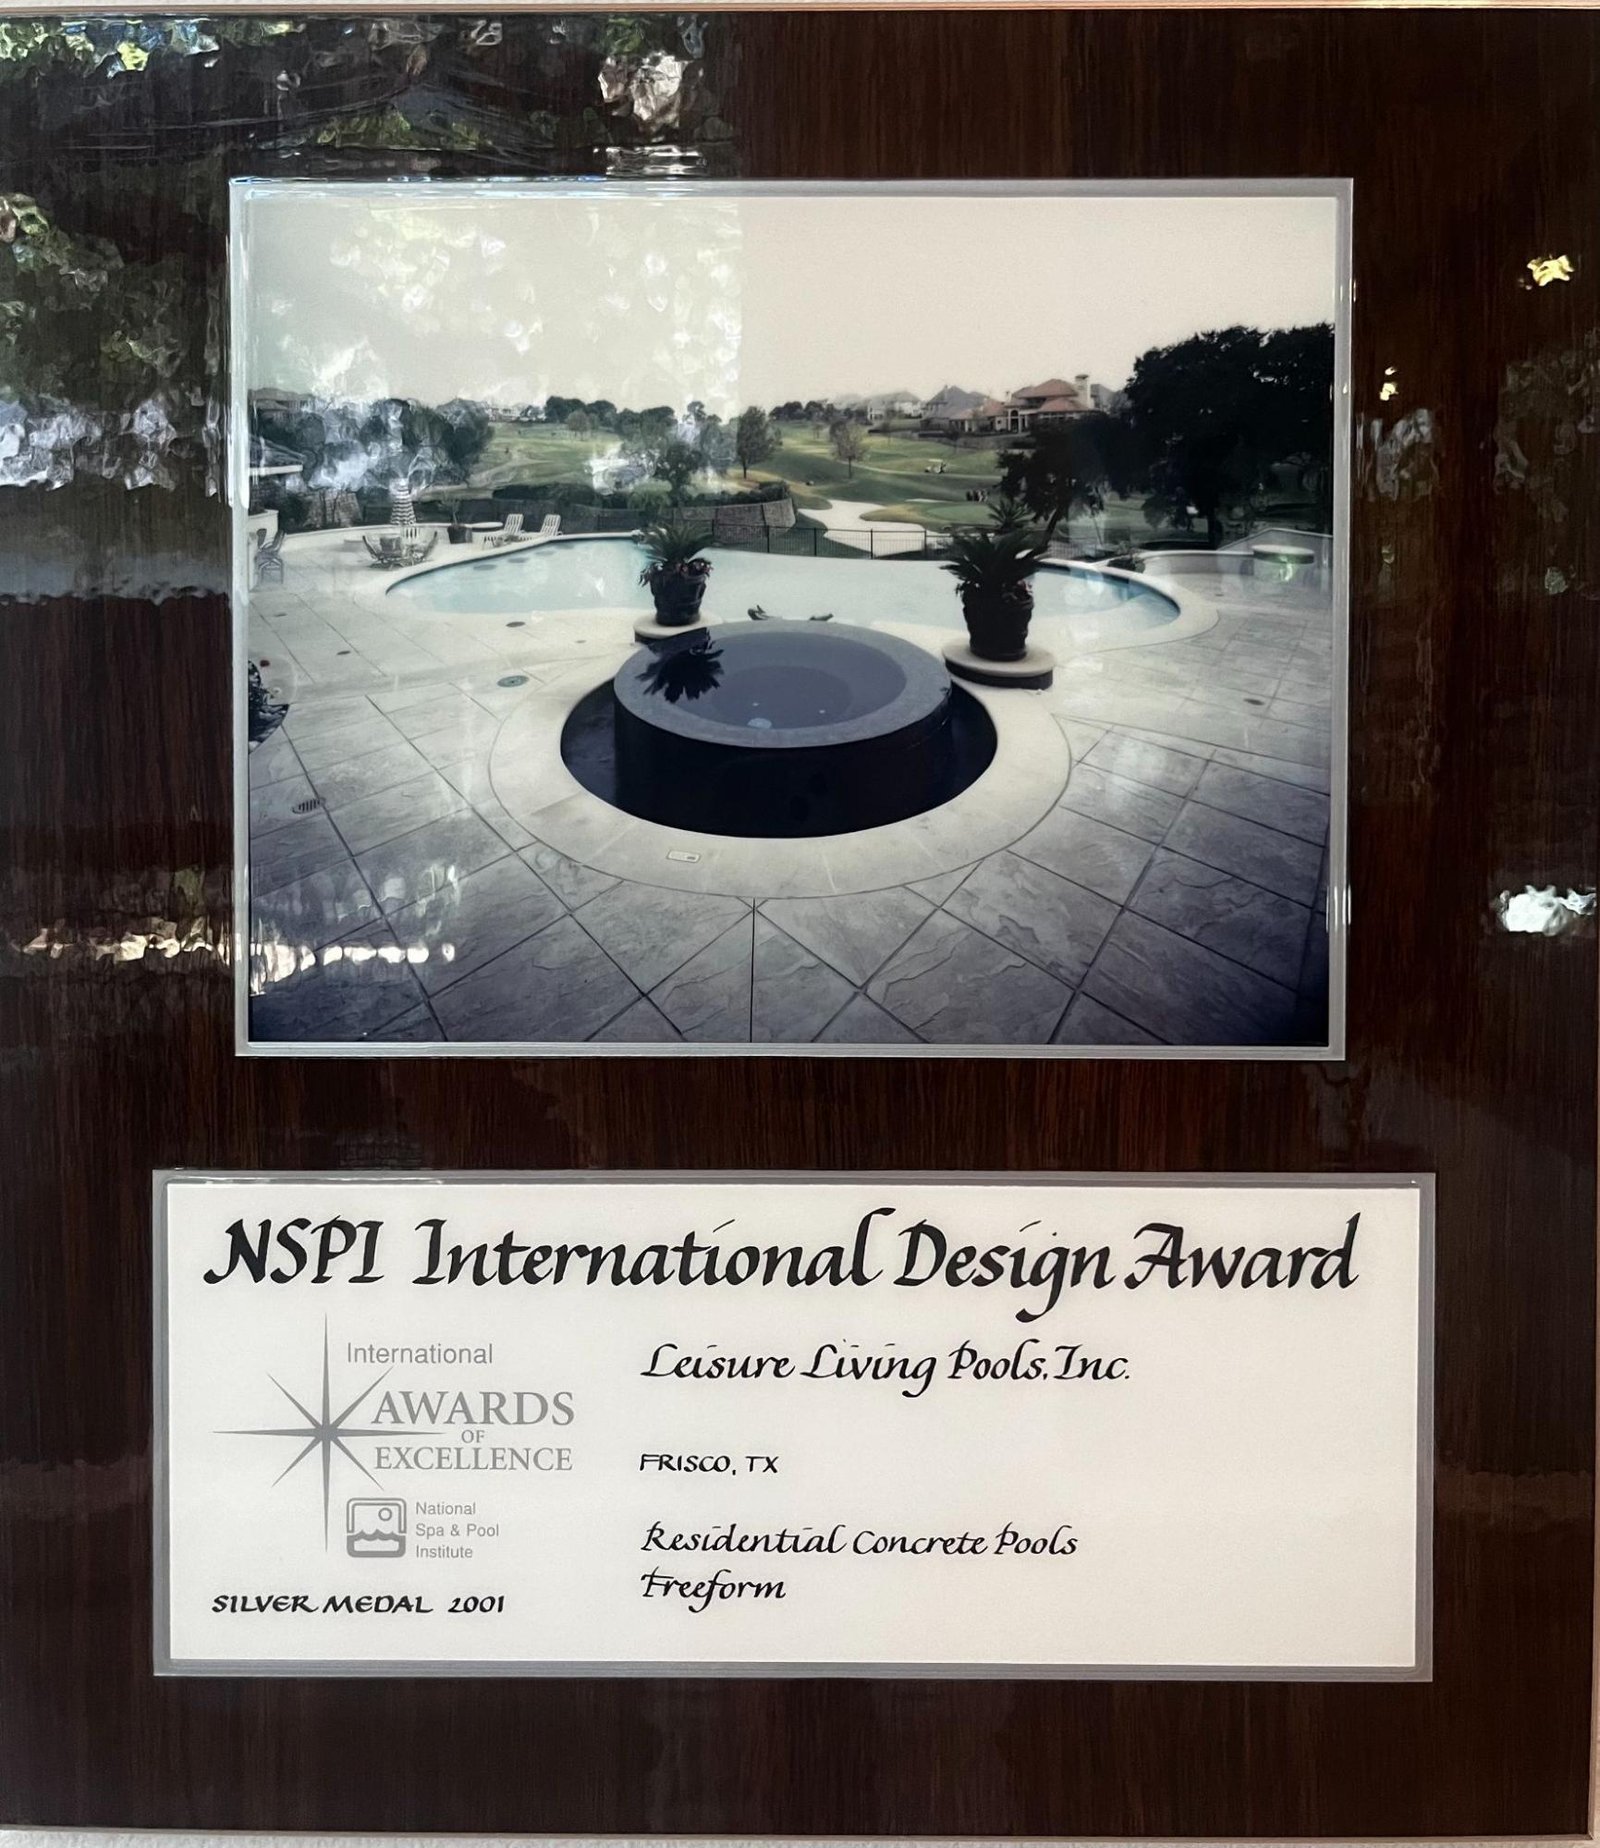 NSPI International Design Award
International
AWARDS
OF
EXCELLENCE
National
Spa & Pool
Institute
SILVER MEDAL 2001
Leisure Living Pools, Inc.
FRISCO, TX
Residential Concrete Pools
Freeform